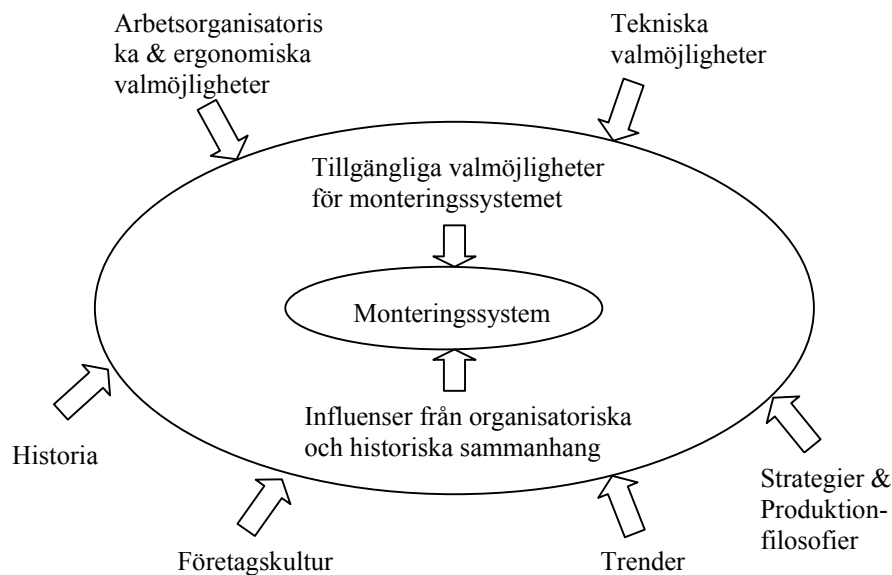 Arbetsorganisatoris
ka & ergonomiska
valmöjligheter
Tekniska
valmöjligheter
Tillgängliga valmöjligheter
för monteringssystemet
Monteringssystem
Influenser från organisatoriska
och historiska sammanhang
Historia
Företagskultur
Trender
Strategier &
Produktion-
filosofier